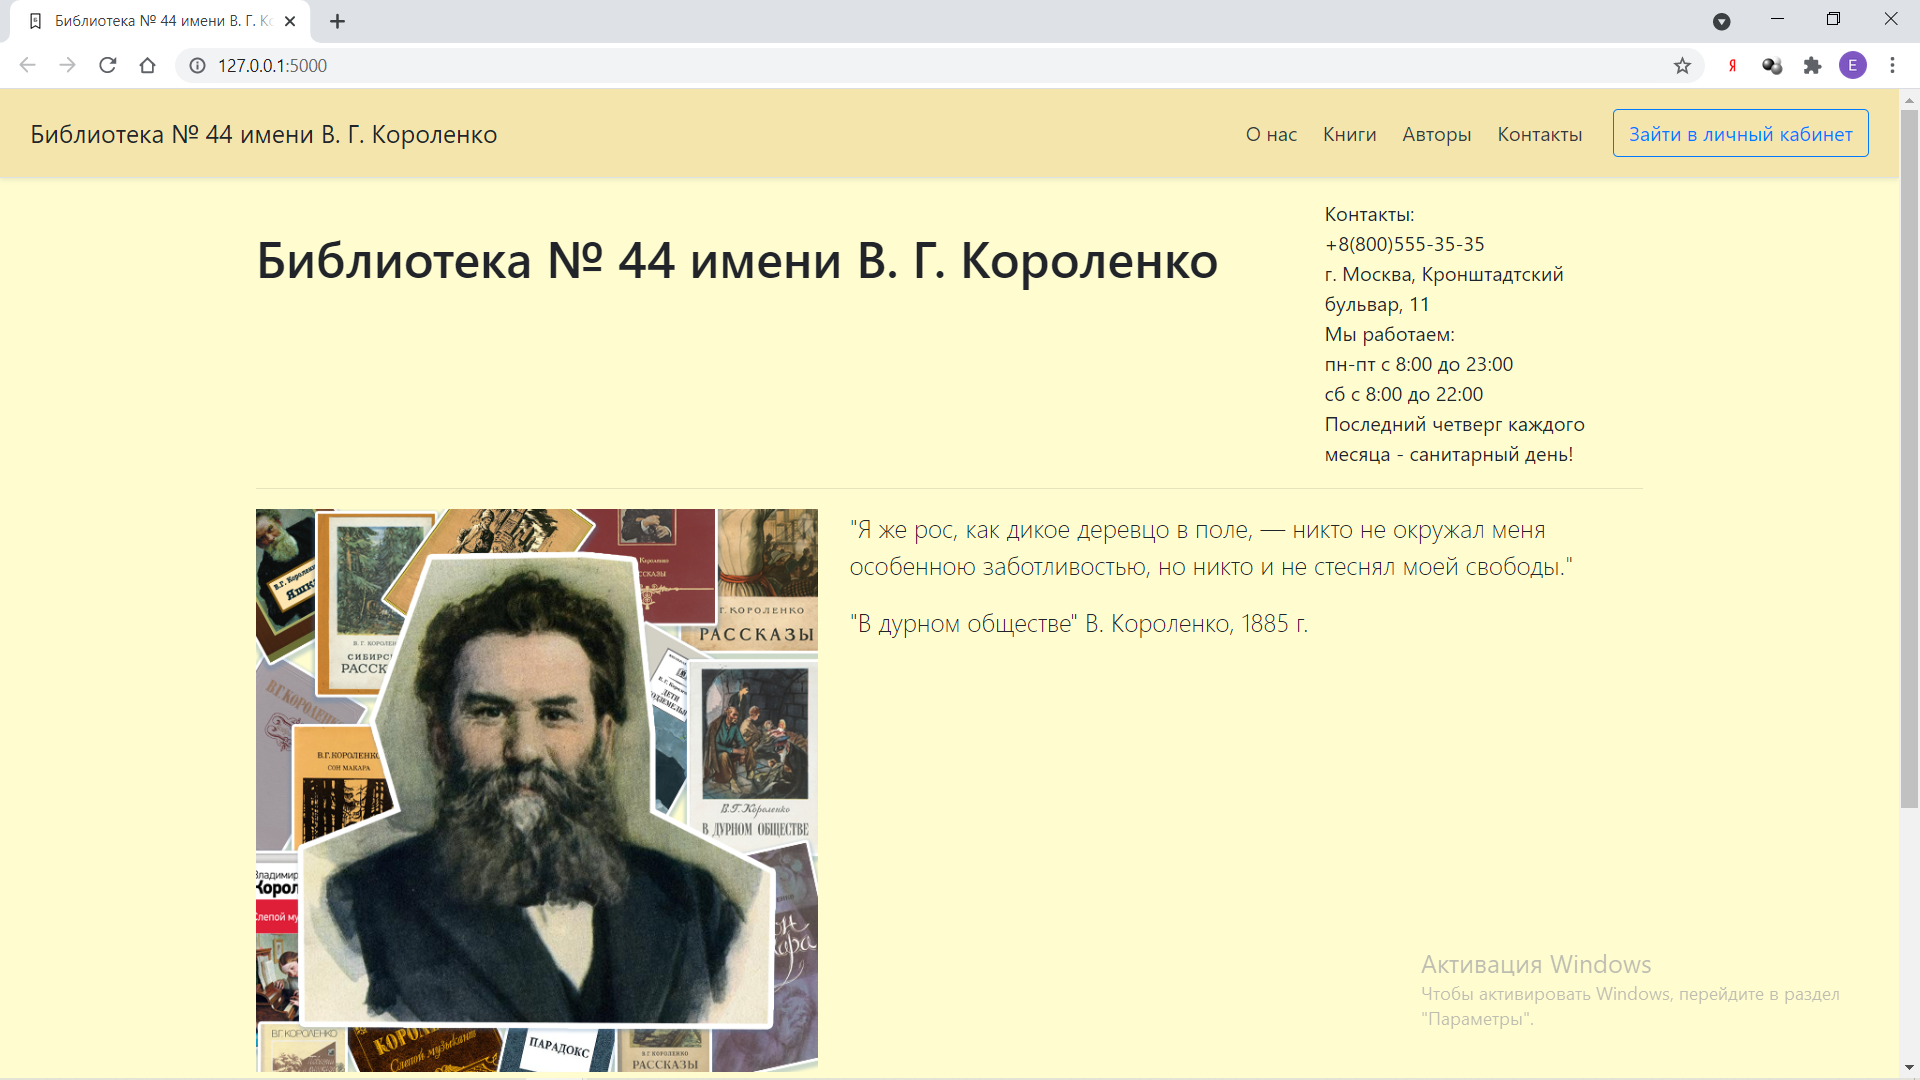 Библиотека № 44 имени В. Г. Ко
127.0.0.1:5000
Я
E
Библиотека № 44 имени В. Г. Короленко
О нас
Книги
Авторы
Контакты
Зайти в личный кабинет
Библиотека № 44 имени В. Г. Короленко
Контакты:
+8(800)555-35-35
г. Москва, Кронштадтский
бульвар, 11
Мы работаем:
пн-пт с 8:00 до 23:00
сб с 8:00 до 22:00
Последний четверг каждого
месяца - санитарный день!
"Я же рос, как дикое деревцо в поле, — никто не окружал меня
особенною заботливостью, но никто и не стеснял моей свободы."
"В дурном обществе" В. Короленко, 1885 г.
В.Г. Короле
Яшк
В. Г. КОРОЛЕН
СИБИРС
РАССК
Г. КОРОЛЕНКО
РАССКАЗЫ
ДЕТИ
В.Г.КОРОЛЕНКО
СОН МАКАРА
В.Г.Короленко
В ДУРНОМ ОБЩЕСТВЕ
Владимир
Корол
Слепой му
В.Г.КОРОЛЕНКО
КОРОЛ
Слепой музыкант
ПАРАДОКС
В.Г.КОРОЛЕНКО
РАССКАЗЫ
Активация Windows
Чтобы активировать Windows, перейдите в раздел
"Параметры".